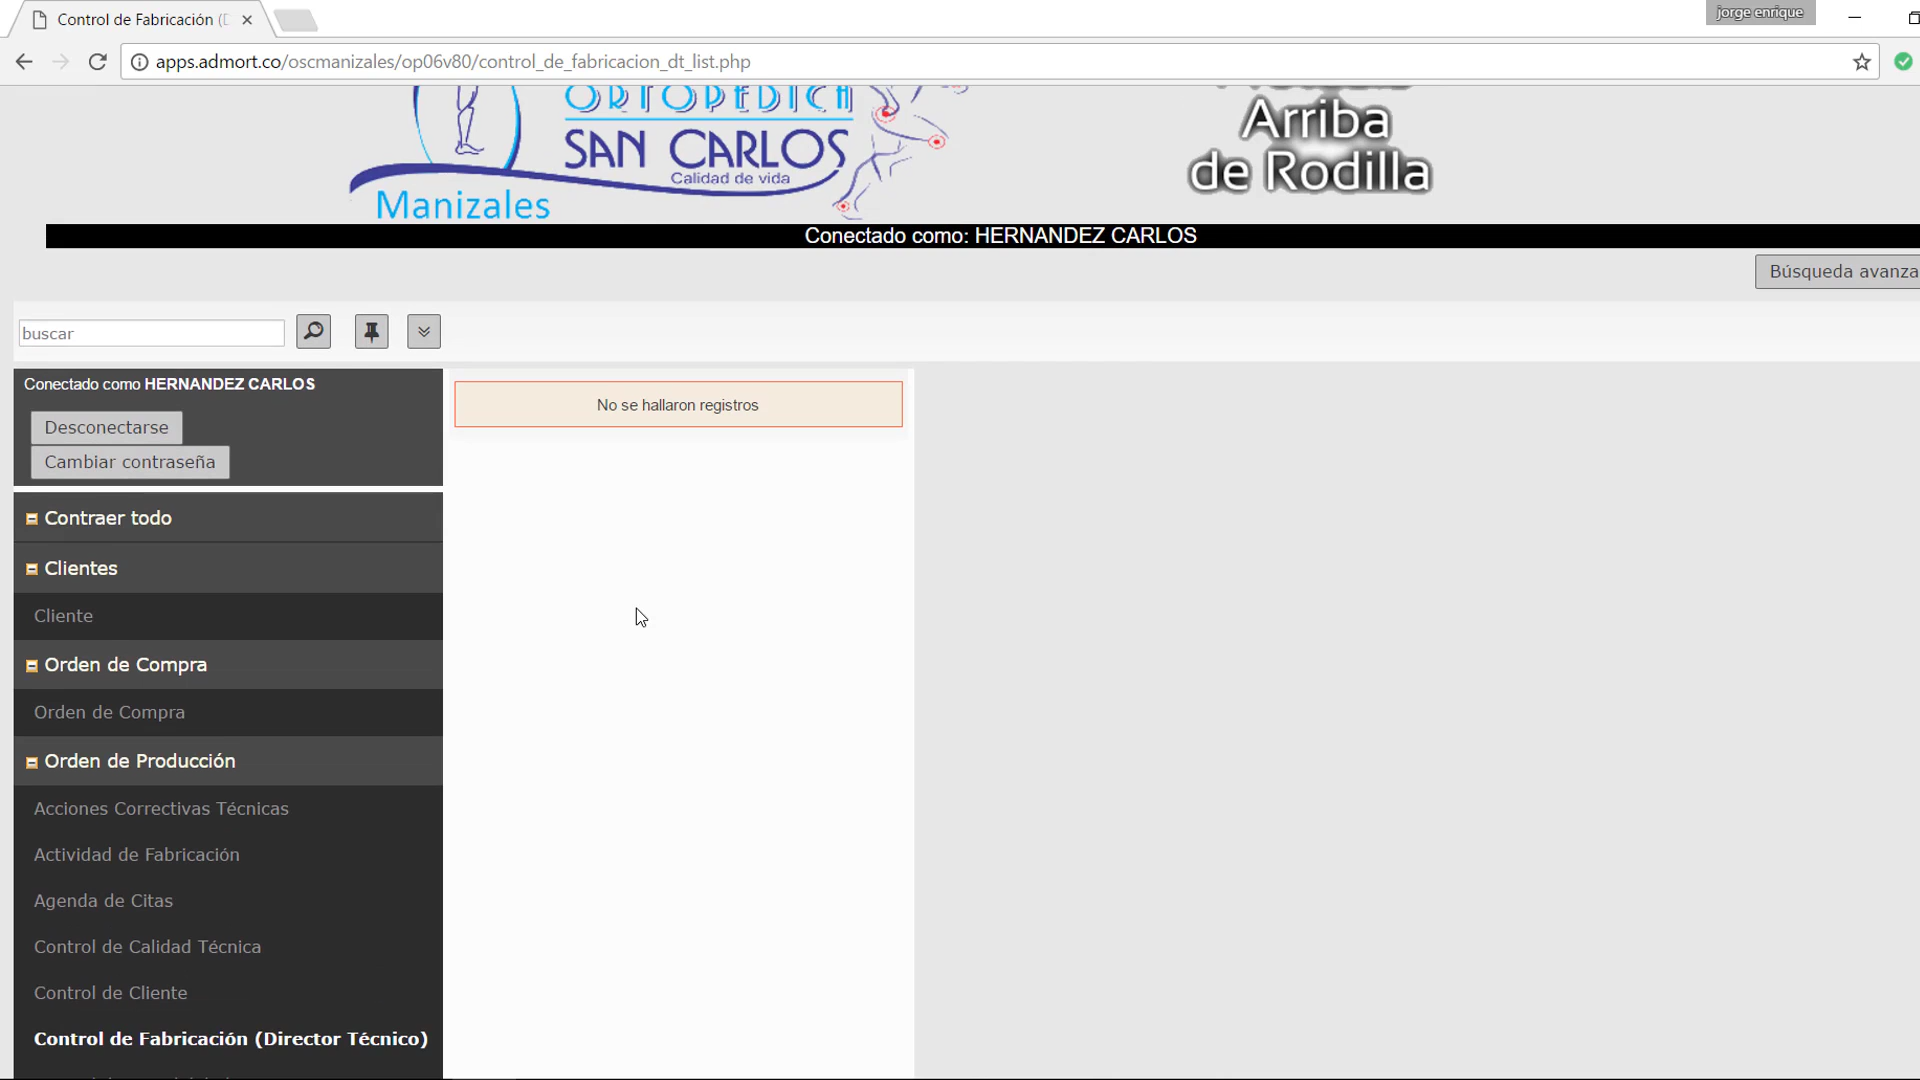 Control de Fabricación (D
jorge enrique
apps.admort.co/oscmanizales/op06v80/control_de_fabricacion_dt_list.php
ORTOPEDICA
SAN CARLOS
Calidad de vida
Manizales
Arriba
de Rodilla
Conectado como: HERNANDEZ CARLOS
Búsqueda avanza
buscar
Conectado como HERNANDEZ CARLOS
Desconectarse
Cambiar contraseña
No se hallaron registros
Contraer todo
Clientes
Cliente
Orden de Compra
Orden de Compra
Orden de Producción
Acciones Correctivas Técnicas
Actividad de Fabricación
Agenda de Citas
Control de Calidad Técnica
Control de Cliente
Control de Fabricación (Director Técnico)